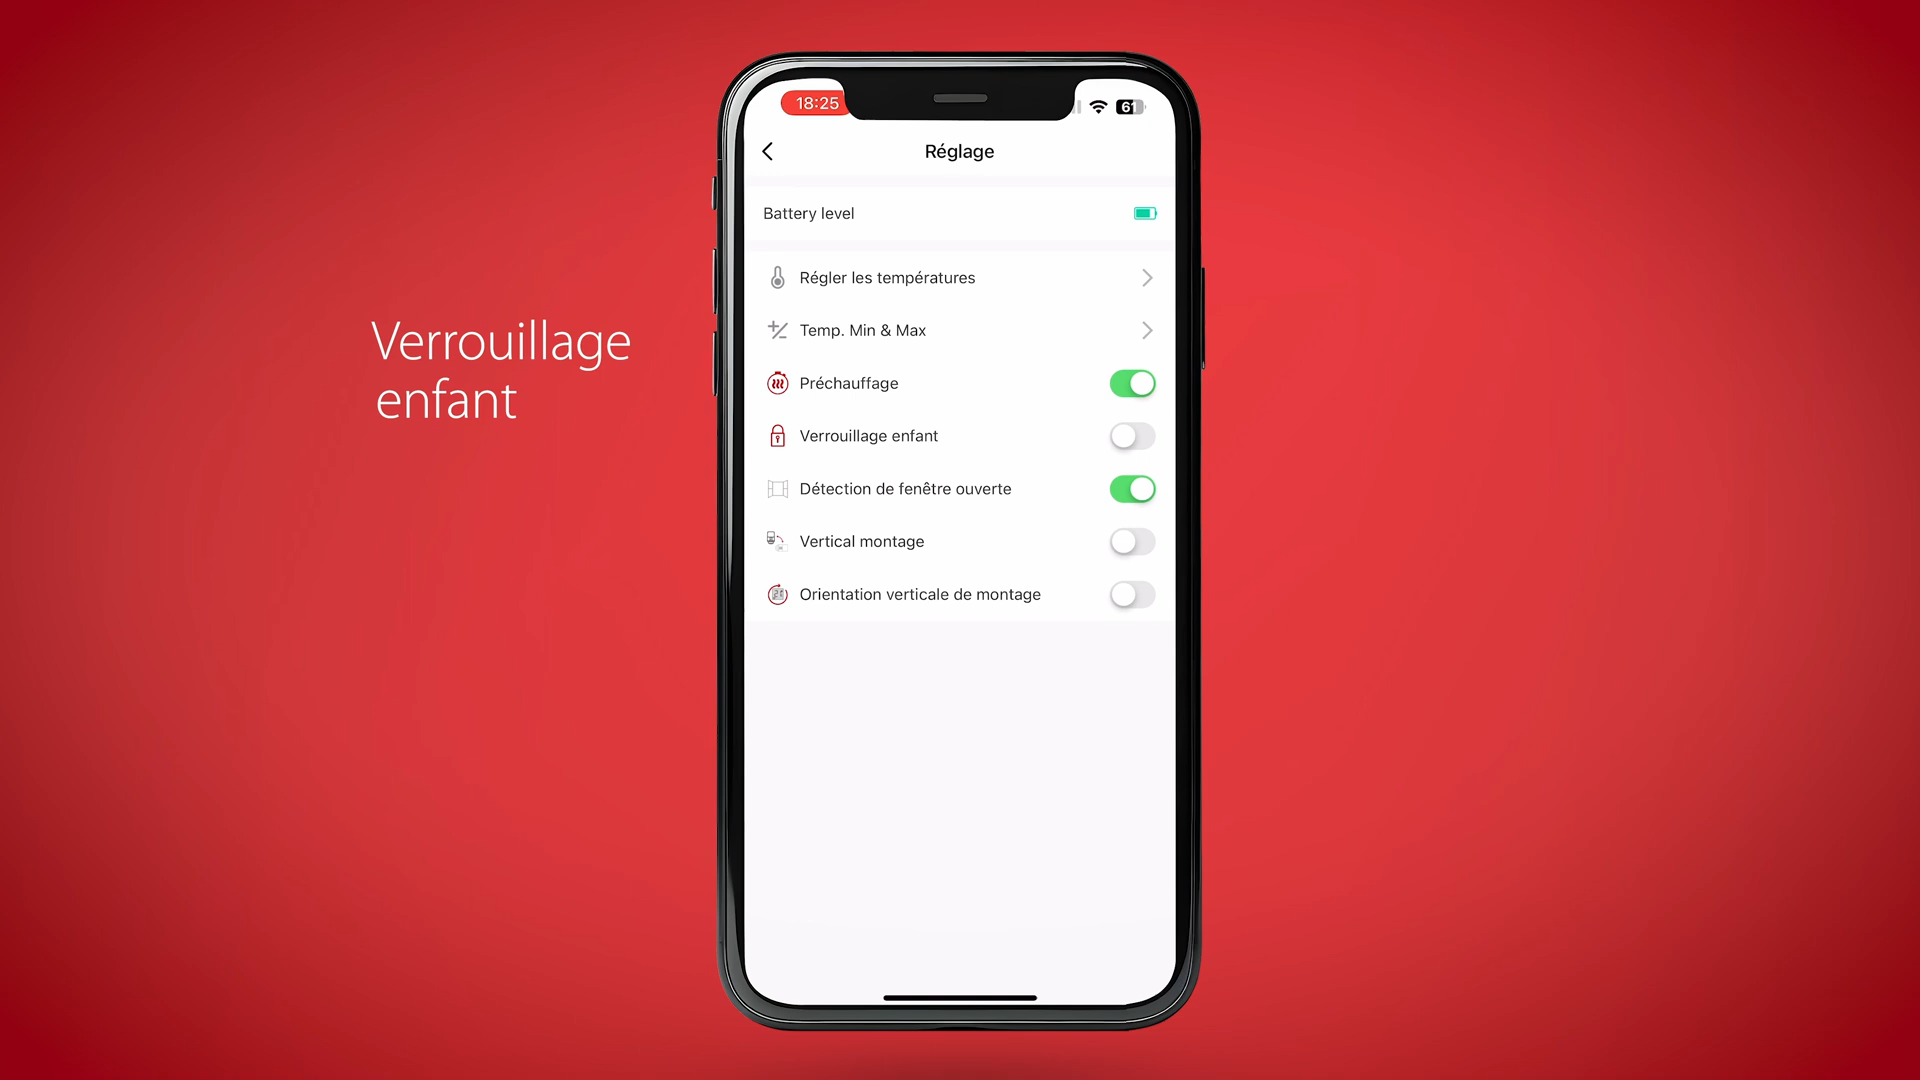 Verrouillage
enfant
18:25
61
Réglage
Battery level
Régler les températures
Temp. Min & Max
Préchauffage
Verrouillage enfant
Détection de fenêtre ouverte
Vertical montage
Orientation verticale de montage